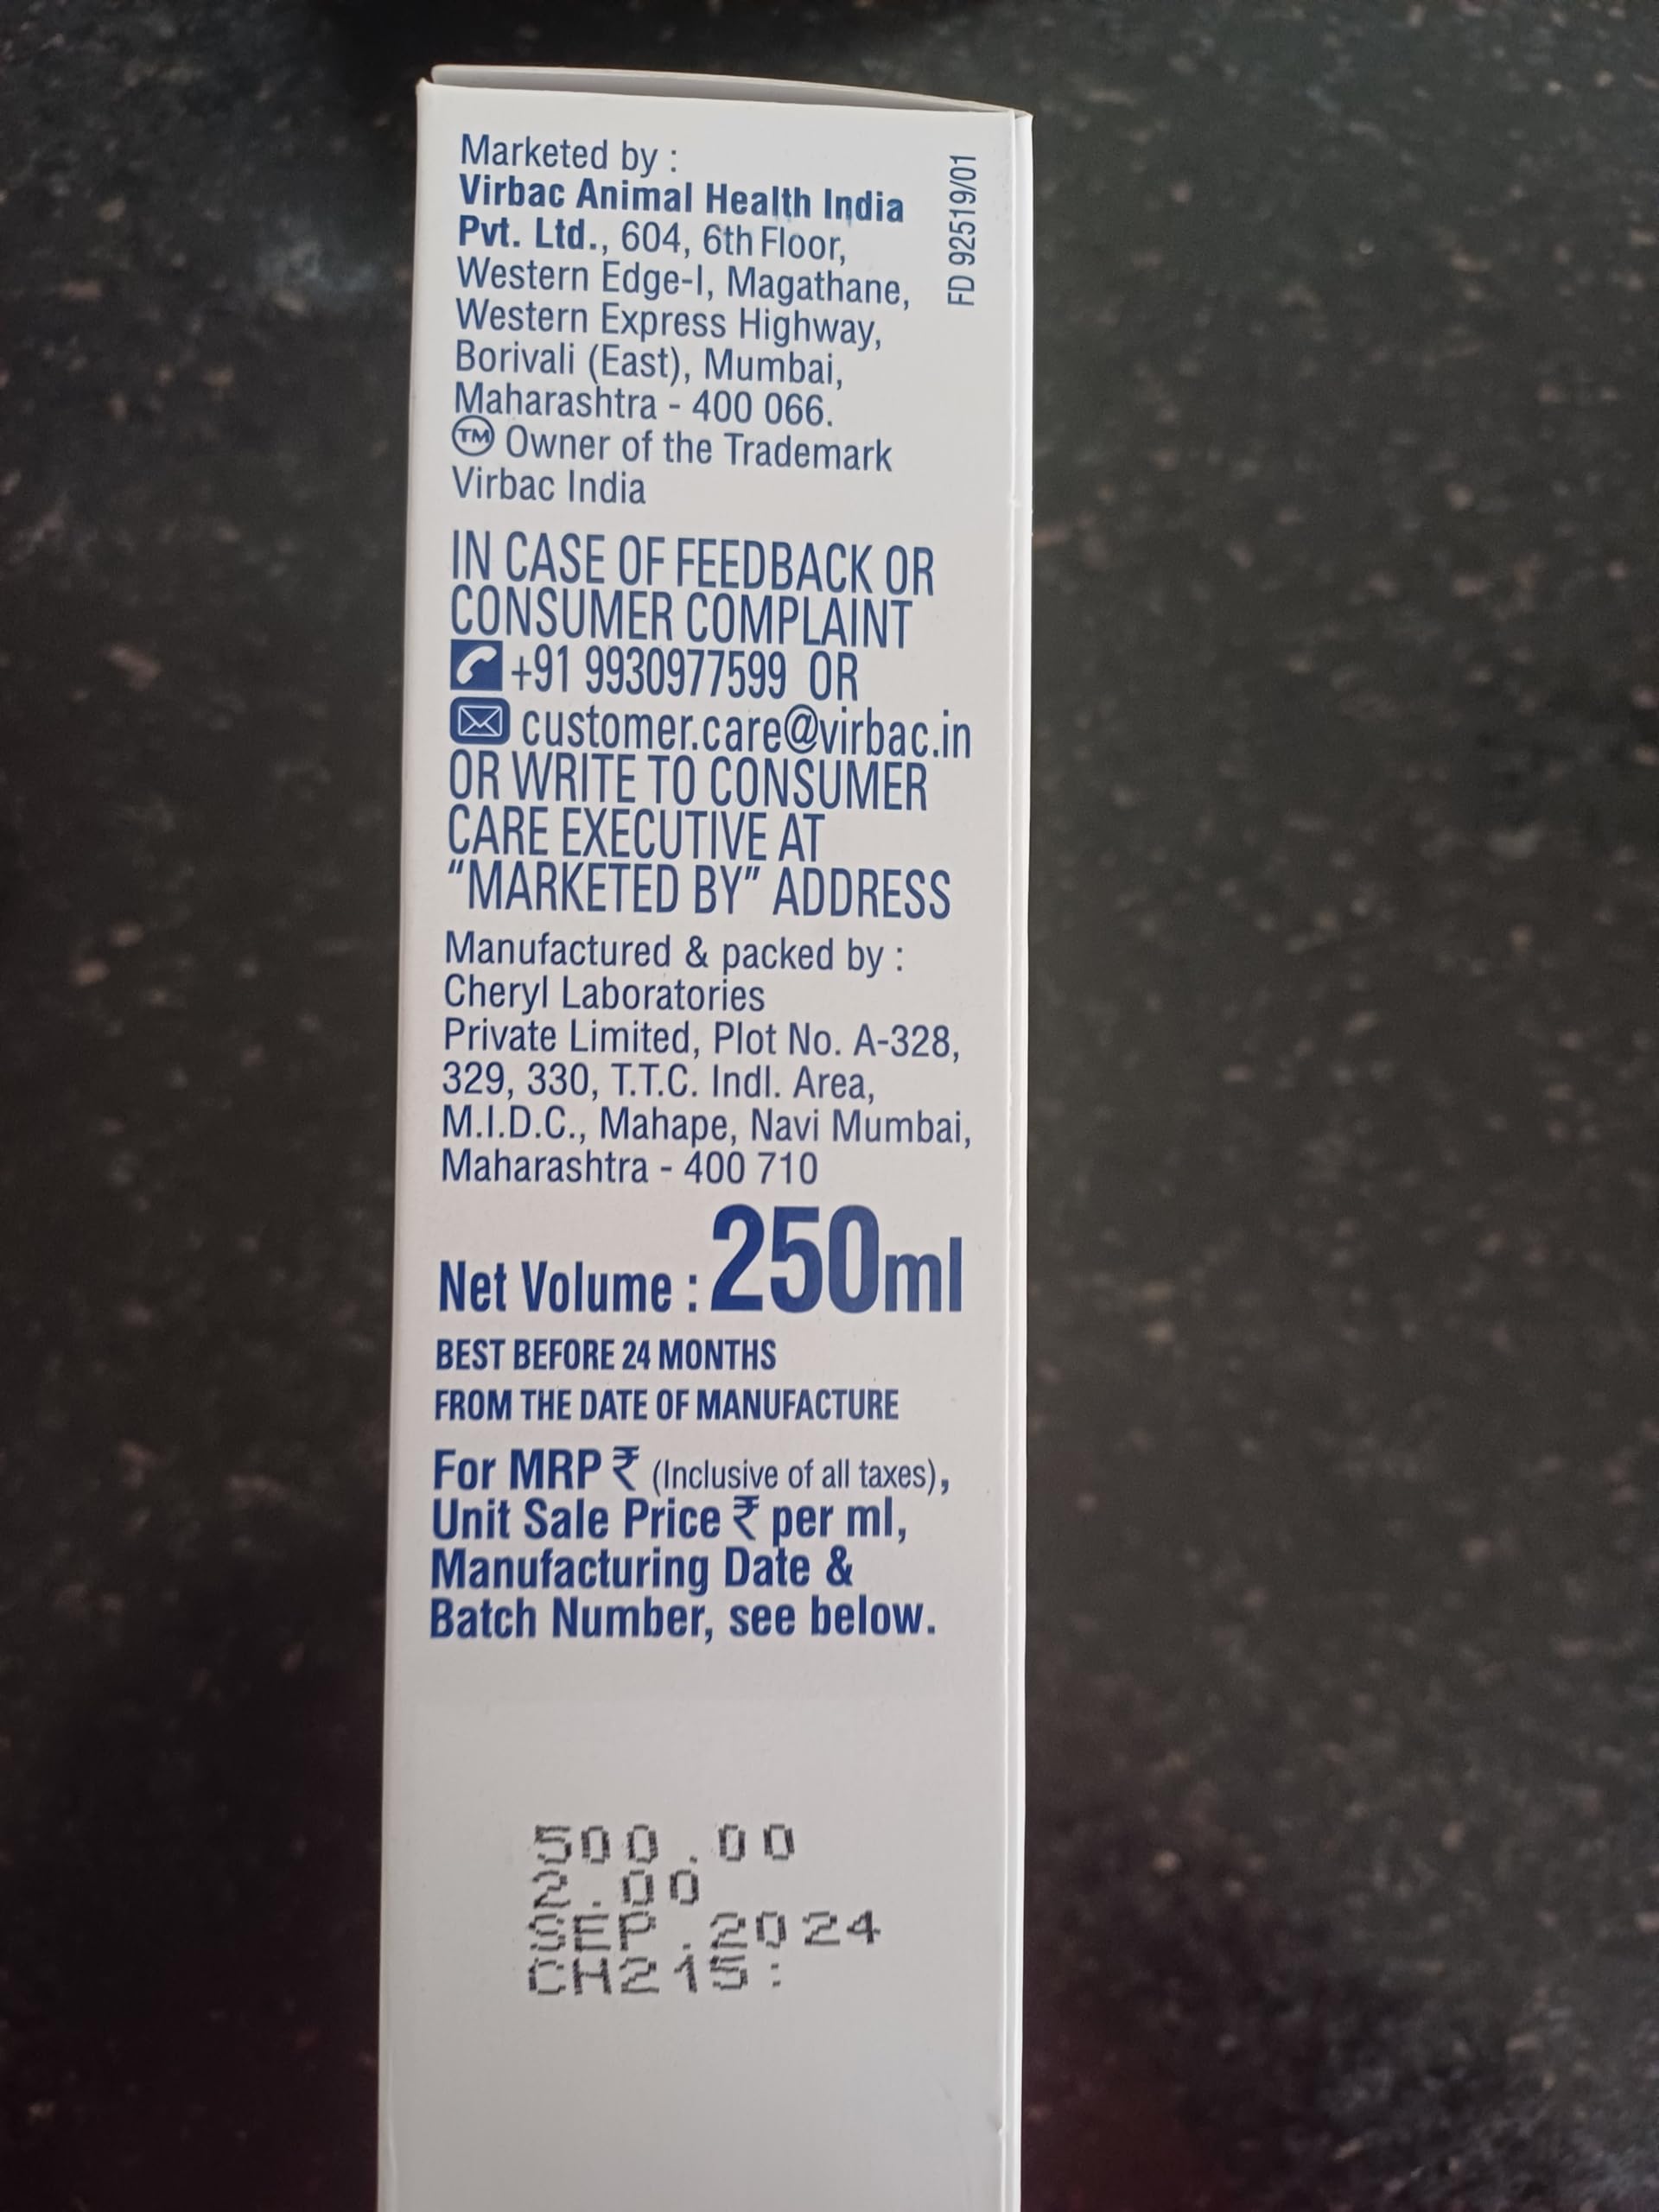 Marketed by :
Virbac Animal Health India
Pvt. Ltd., 604, 6th Floor,
Western Edge-I, Magathane,
Western Express Highway,
Borivali (East), Mumbai,
Maharashtra - 400 066.
TM Owner of the Trademark
Virbac India
FD 92519/01
IN CASE OF FEEDBACK OR
CONSUMER COMPLAINT
+91 9930977599 OR
customer.care@virbac.in
OR WRITE TO CONSUMER
CARE EXECUTIVE AT
“MARKETED BY” ADDRESS
Manufactured & packed by :
Cheryl Laboratories
Private Limited, Plot No. A-328,
329, 330, T.T.C. Indl. Area,
M.I.D.C., Mahape, Navi Mumbai,
Maharashtra - 400 710
Net Volume : 250ml
BEST BEFORE 24 MONTHS
FROM THE DATE OF MANUFACTURE
For MRP ₹ (Inclusive of all taxes),
Unit Sale Price ₹ per ml,
Manufacturing Date &
Batch Number, see below.
500.00
2.00
SEP.2024
CH215: